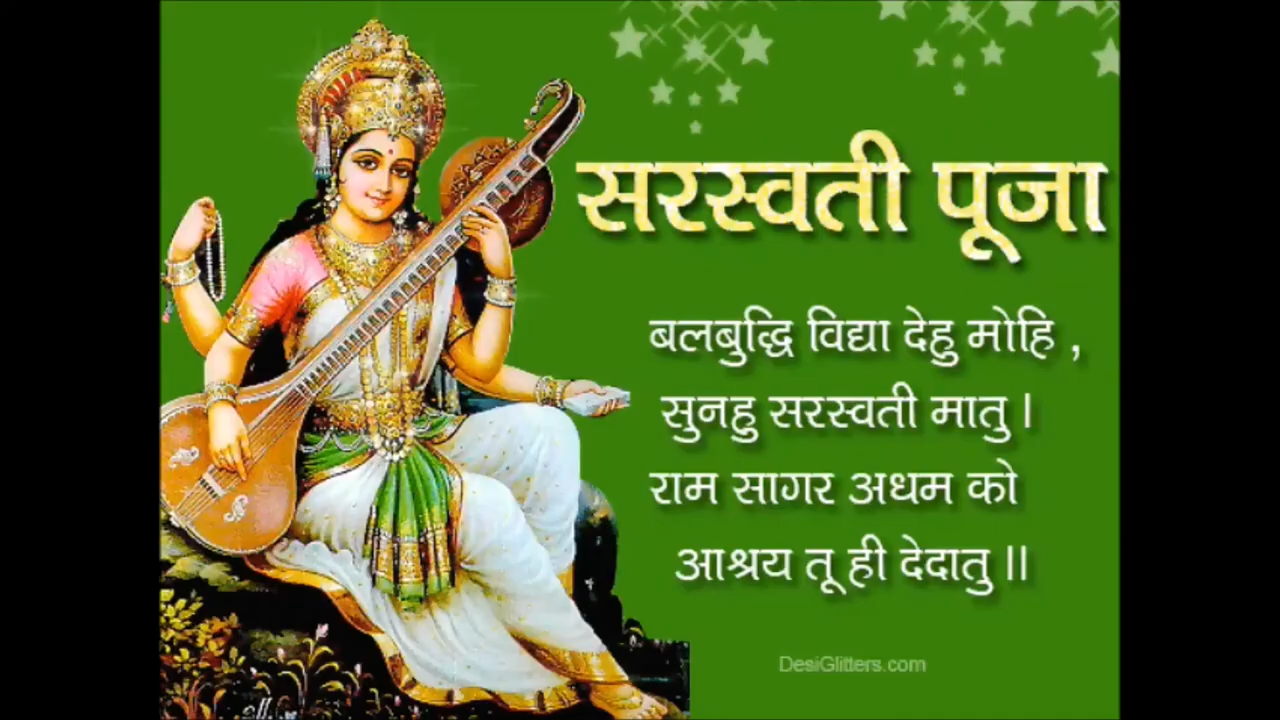 सरस्वती पूजा
बलबुद्धि विद्या देहु मोहि ,
सुनहु सरस्वती मातु ।
राम सागर अधम को
आश्रय तू ही देदातु ॥
DesiGlitters.com